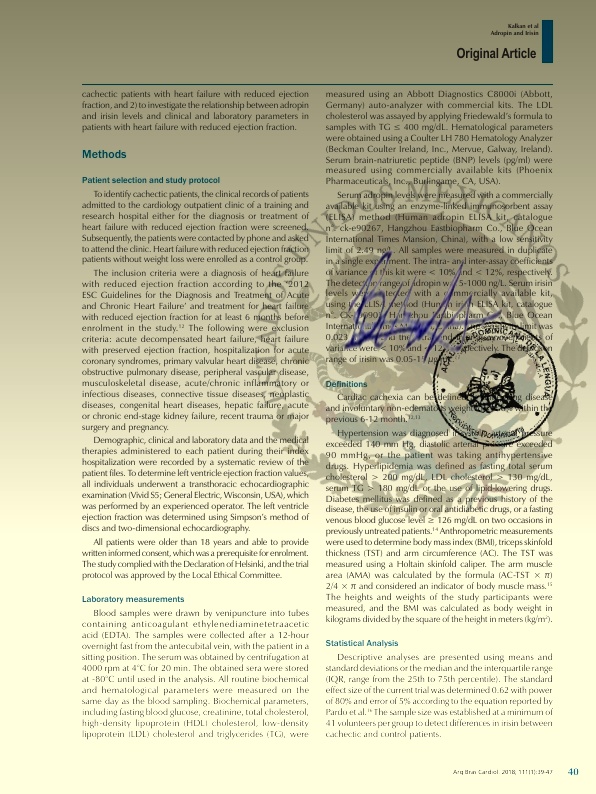 Kalkan et al
Adropin and Irisin
Original Article
cachectic patients with heart failure with reduced ejection
fraction, and 2) to investigate the relationship between adropin
and irisin levels and clinical and laboratory parameters in
patients with heart failure with reduced ejection fraction.
Methods
Patient selection and study protocol
To identify cachectic patients, the clinical records of patients
admitted to the cardiology outpatient clinic of a training and
research hospital either for the diagnosis or treatment of
heart failure with reduced ejection fraction were screened.
Subsequently, the patients were contacted by phone and asked
to attend the clinic. Heart failure with reduced ejection fraction
patients without weight loss were enrolled as a control group.
The inclusion criteria were a diagnosis of heart failure
with reduced ejection fraction according to the "2012
ESC Guidelines for the Diagnosis and Treatment of Acute
and Chronic Heart Failure" and treatment for heart failure
with reduced ejection fraction for at least 6 months before
enrolment in the study.12 The following were exclusion
criteria: acute decompensated heart failure, heart failure
with preserved ejection fraction, hospitalization for acute
coronary syndromes, primary valvular heart disease, chronic
obstructive pulmonary disease, peripheral vascular disease,
musculoskeletal disease, acute/chronic inflammatory or
infectious diseases, connective tissue diseases, neoplastic
diseases, congenital heart diseases, hepatic failure, acute
or chronic end-stage kidney failure, recent trauma or major
surgery and pregnancy.
Demographic, clinical and laboratory data and the medical
therapies administered to each patient during their index
hospitalization were recorded by a systematic review of the
patient files. To determine left ventricle ejection fraction values,
all individuals underwent a transthoracic echocardiographic
examination (Vivid S5; General Electric, Wisconsin, USA), which
was performed by an experienced operator. The left ventricle
ejection fraction was determined using Simpson's method of
discs and two-dimensional echocardiography.
All patients were older than 18 years and able to provide
written informed consent, which was a prerequisite for enrolment.
The study complied with the Declaration of Helsinki, and the trial
protocol was approved by the Local Ethical Committee.
Laboratory measurements
Blood samples were drawn by venipuncture into tubes
containing anticoagulant ethylenediaminetetraacetic
acid (EDTA). The samples were collected after a 12-hour
overnight fast from the antecubital vein, with the patient in a
sitting position. The serum was obtained by centrifugation at
4000 rpm at 4°C for 20 min. The obtained sera were stored
at -80°C until used in the analysis. All routine biochemical
and hematological parameters were measured on the
same day as the blood sampling. Biochemical parameters,
including fasting blood glucose, creatinine, total cholesterol,
high-density lipoprotein (HDL) cholesterol, low-density
lipoprotein (LDL) cholesterol and triglycerides (TG), were
measured using an Abbott Diagnostics C8000i (Abbott,
Germany) auto-analyzer with commercial kits. The LDL
cholesterol was assayed by applying Friedewald's formula to
samples with TG ≤ 400 mg/dL. Hematological parameters
were obtained using a Coulter LH 780 Hematology Analyzer
(Beckman Coulter Ireland, Inc., Mervue, Galway, Ireland).
Serum brain-natriuretic peptide (BNP) levels (pg/ml) were
measured using commercially available kits (Phoenix
Pharmaceuticals, Inc., Burlingame, CA, USA).
Serum adropin levels were measured with a commercially
available kit using an enzyme-linked immunosorbent assay
(ELISA) method (Human adropin ELISA kit, catalogue
n°. ck-e90267, Hangzhou Eastbiopharm Co., Blue Ocean
International Times Mansion, China), with a low sensitivity
limit of 2.49 ng/L. All samples were measured in duplicate
in a single experiment. The intra- and inter-assay coefficients
of variance of this kit were < 10% and < 12%, respectively.
The detection range of adropin was 5-1000 ng/L. Serum irisin
levels with a commercially available kit,
using ELISA method (Human irisin ELISA kit, catalogue
n°. Blue Ocean
limit was
0.023
variance were < 10% and respectively. The
range of irisin was
Definitions
Cardiac cachexia can be disease
and involuntary non-edematous weight within the
previous 6-12 month.
Hypertension was diagnosed pressure
exceeded 140 mm Hg, diastolic arterial pressure exceeded
90 mmHg, or the patient was taking antihypertensive
drugs. Hyperlipidemia was defined as fasting total serum
cholesterol > 200 mg/dL, LDL cholesterol > 130 mg/dL,
serum TG > 180 mg/dL or the use of lipid-lowering drugs.
Diabetes mellitus was defined as a previous history of the
disease, the use of insulin or oral antidiabetic drugs, or a fasting
venous blood glucose level ≥ 126 mg/dL on two occasions in
previously untreated patients.14 Anthropometric measurements
were used to determine body mass index (BMI), triceps skinfold
thickness (TST) and arm circumference (AC). The TST was
measured using a Holtain skinfold caliper. The arm muscle
area (AMA) was calculated by the formula (AC-TST × π)
2/4 × π and considered an indicator of body muscle mass.15
The heights and weights of the study participants were
measured, and the BMI was calculated as body weight in
kilograms divided by the square of the height in meters (kg/m²).
Statistical Analysis
Descriptive analyses are presented using means and
standard deviations or the median and the interquartile range
(IQR, range from the 25th to 75th percentile). The standard
effect size of the current trial was determined 0.62 with power
of 80% and error of 5% according to the equation reported by
Pardo et al.16 The sample size was established at a minimum of
41 volunteers per group to detect differences in irisin between
cachectic and control patients.
Arq Bras Cardiol. 2018; 111(1):39-47
40